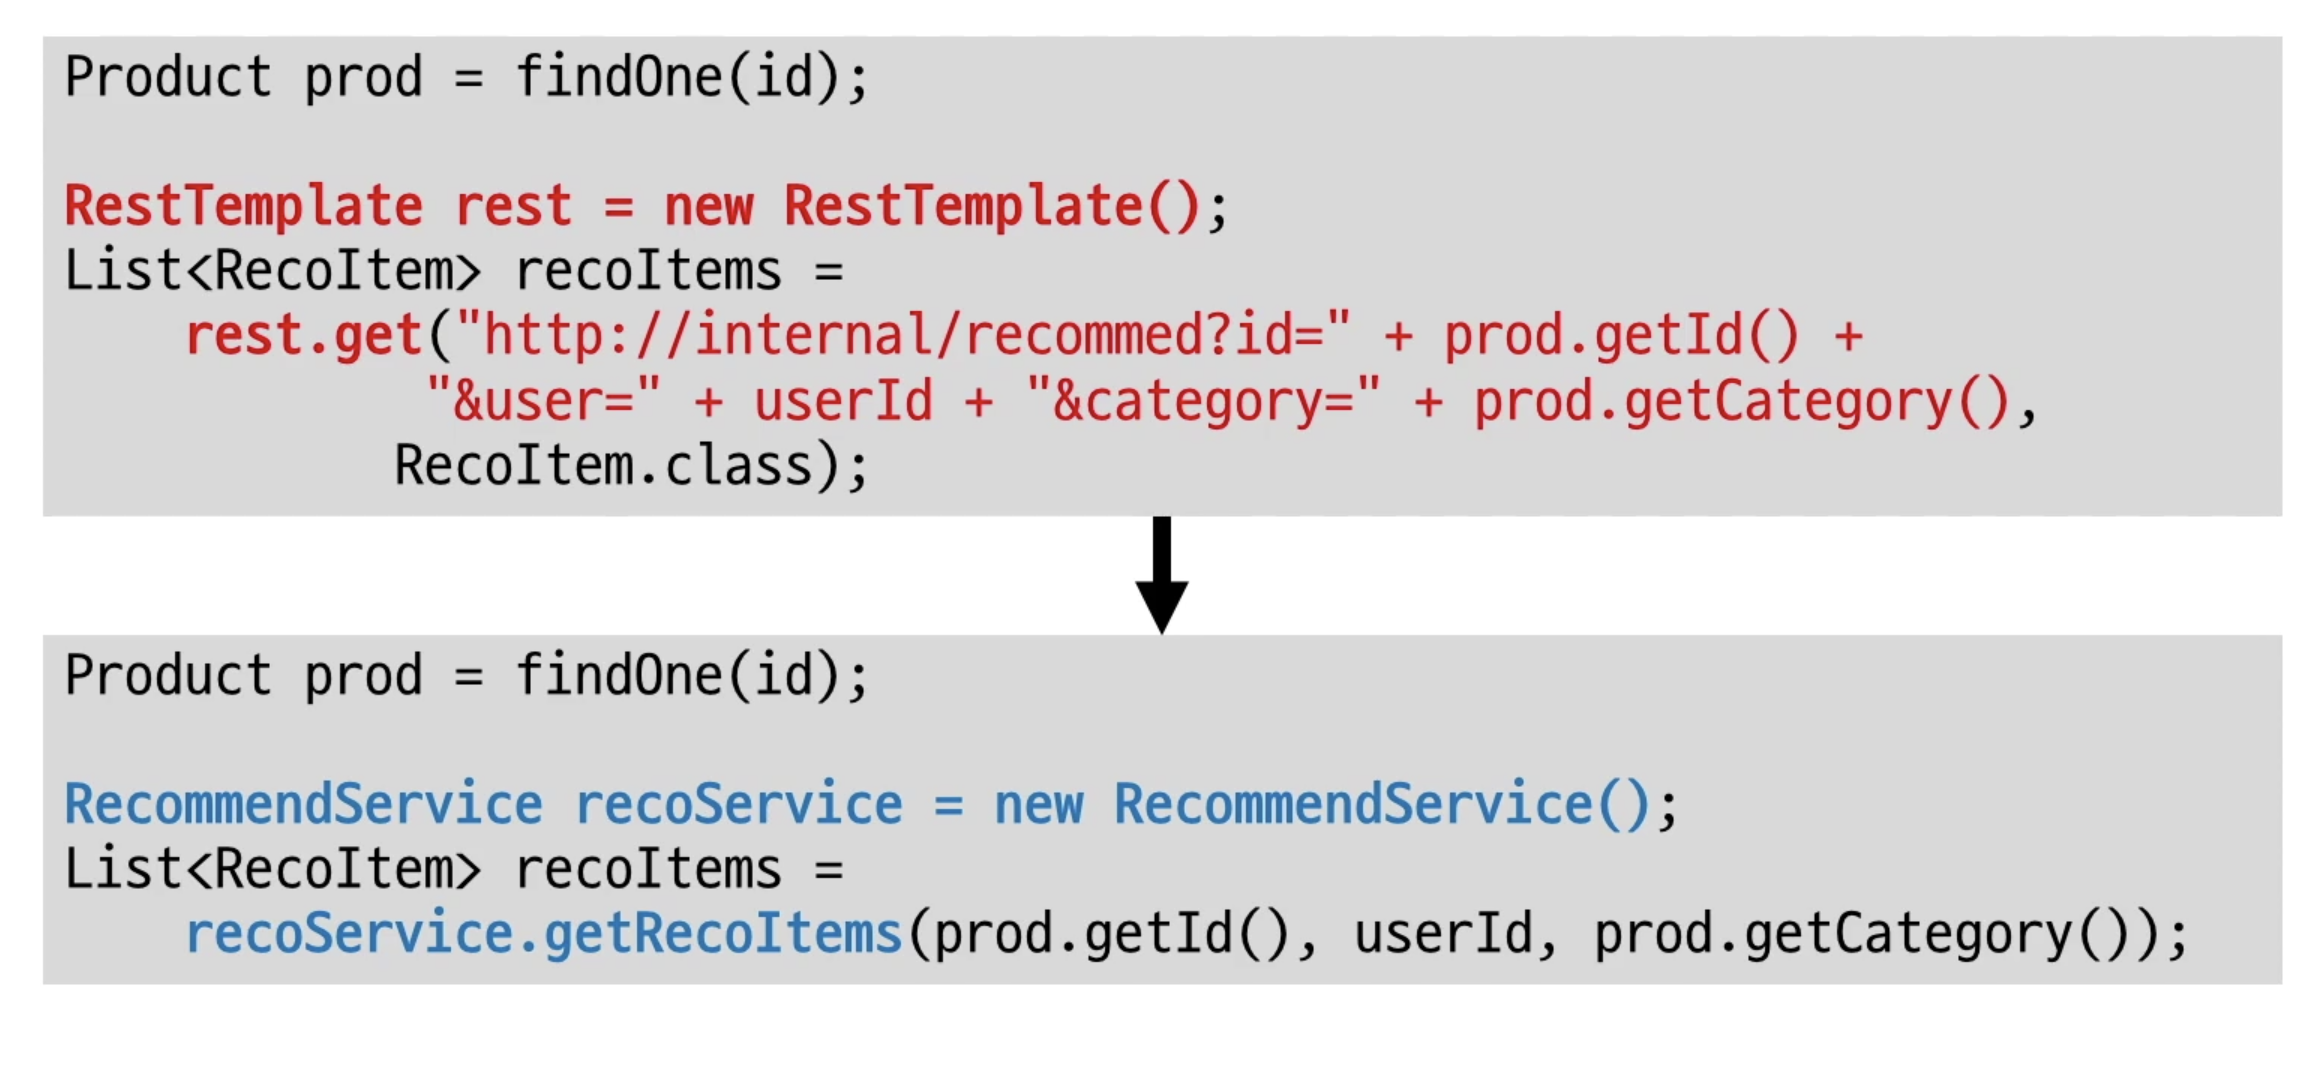 Product prod = findOne(id);
RestTemplate rest = new RestTemplate();
List<RecoItem> recoItems =
rest.get("http://internal/recommed?id=" + prod.getId() +
"&user=" + userId + "&category=" + prod.getCategory(),
RecoItem.class);
Product prod = findOne(id);
RecommendService recoService = new RecommendService();
List<RecoItem> recoItems =
recoService.getRecoItems(prod.getId(), userId, prod.getCategory());